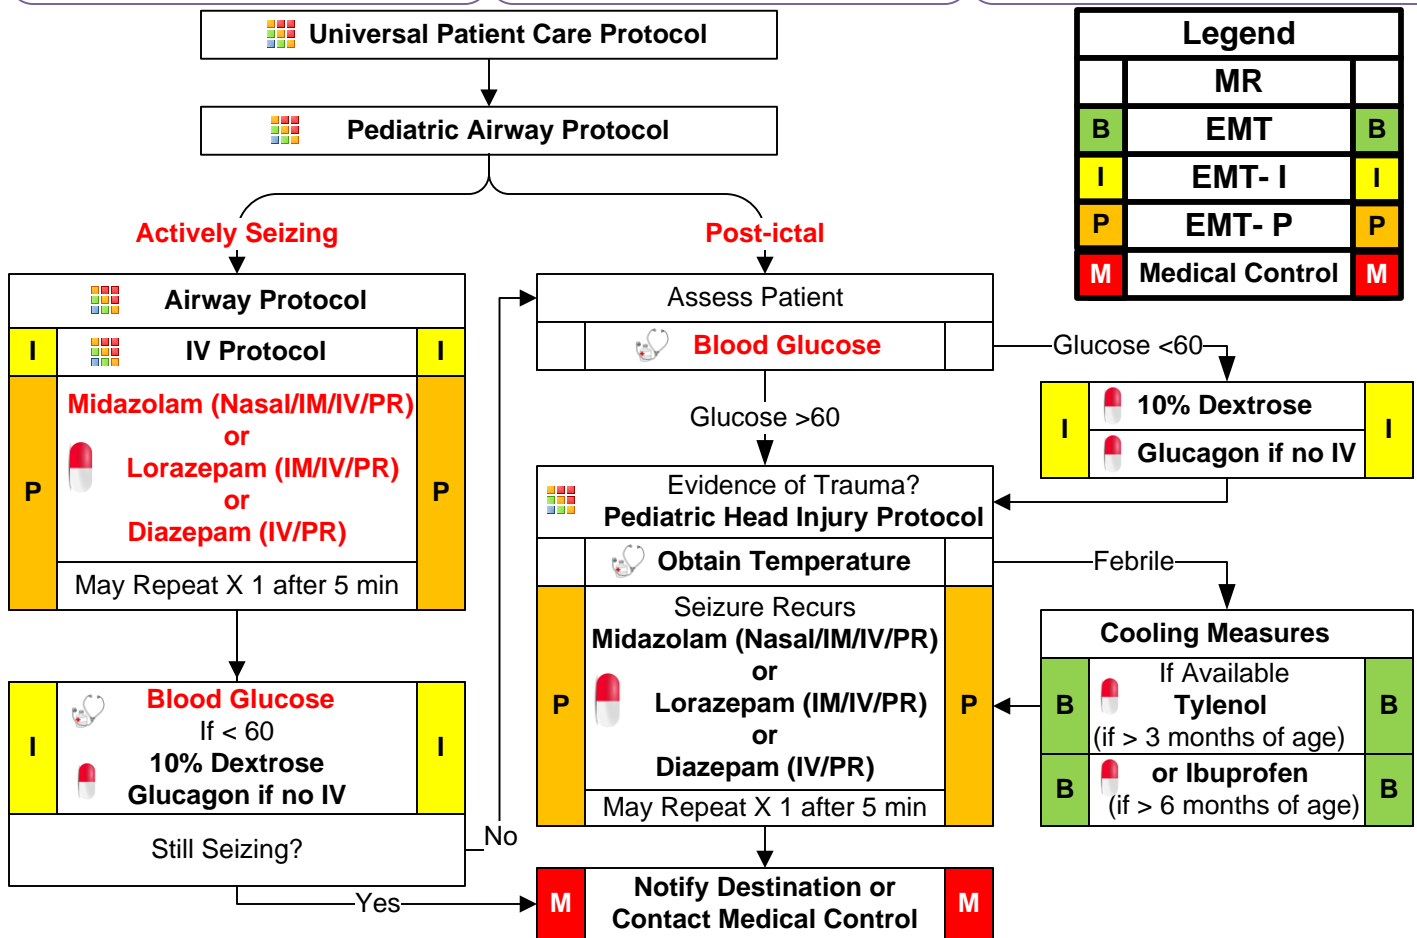 Universal Patient Care Protocol
Pediatric Airway Protocol
Legend
MR
B EMT B
I EMT- I I
P EMT- P P
M Medical Control M
Actively Seizing
Airway Protocol
I IV Protocol I
P
Midazolam (Nasal/IM/IV/PR)
or
Lorazepam (IM/IV/PR)
or
Diazepam (IV/PR)
P
May Repeat X 1 after 5 min
I
Blood Glucose
If < 60
10% Dextrose
Glucagon if no IV
I
Still Seizing?
No
Yes
Post-ictal
Assess Patient
Blood Glucose
Glucose <60
I
10% Dextrose
Glucagon if no IV
I
Glucose >60
Evidence of Trauma?
Pediatric Head Injury Protocol
Obtain Temperature
Febrile
Cooling Measures
B
If Available
Tylenol
(if > 3 months of age)
B
B
or Ibuprofen
(if > 6 months of age)
B
P
Seizure Recurs
Midazolam (Nasal/IM/IV/PR)
or
Lorazepam (IM/IV/PR)
or
Diazepam (IV/PR)
P
May Repeat X 1 after 5 min
M
Notify Destination or
Contact Medical Control
M